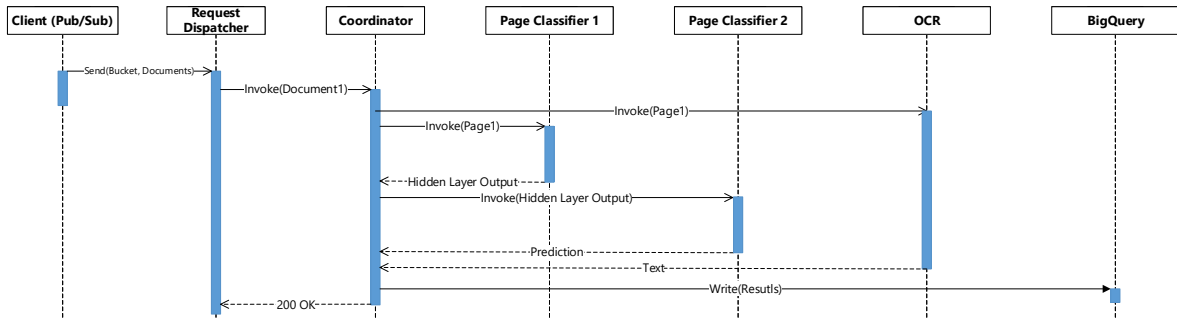 Client (Pub/Sub)
Request
Dispatcher
Coordinator
Page Classifier 1
Page Classifier 2
OCR
BigQuery
Send(Bucket, Documents)
Invoke(Document1)
Invoke(Page1)
Invoke(Page1)
Hidden Layer Output
Invoke(Hidden Layer Output)
Prediction
Text
Write(Resutls)
200 OK